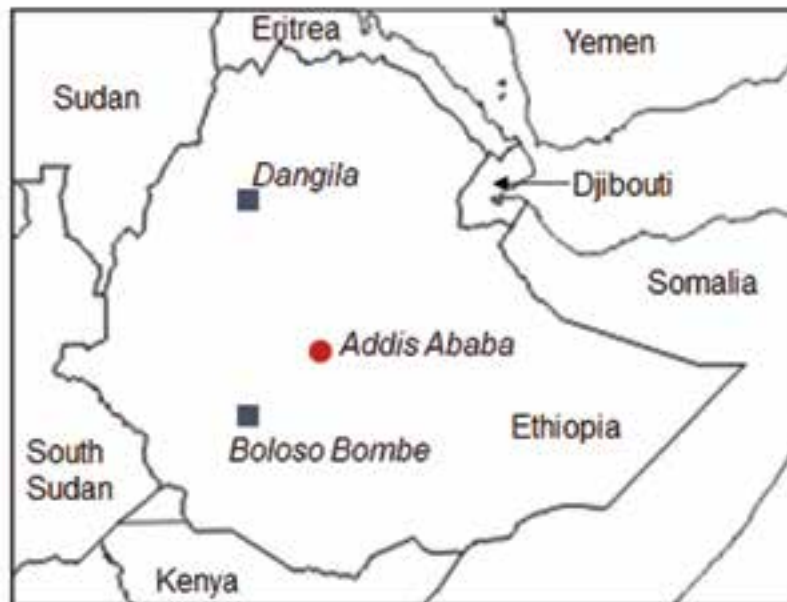 Eritrea
Yemen
Sudan
Dangila
Djibouti
Somalia
Addis Ababa
Ethiopia
Boloso Bombe
South
Sudan
Kenya